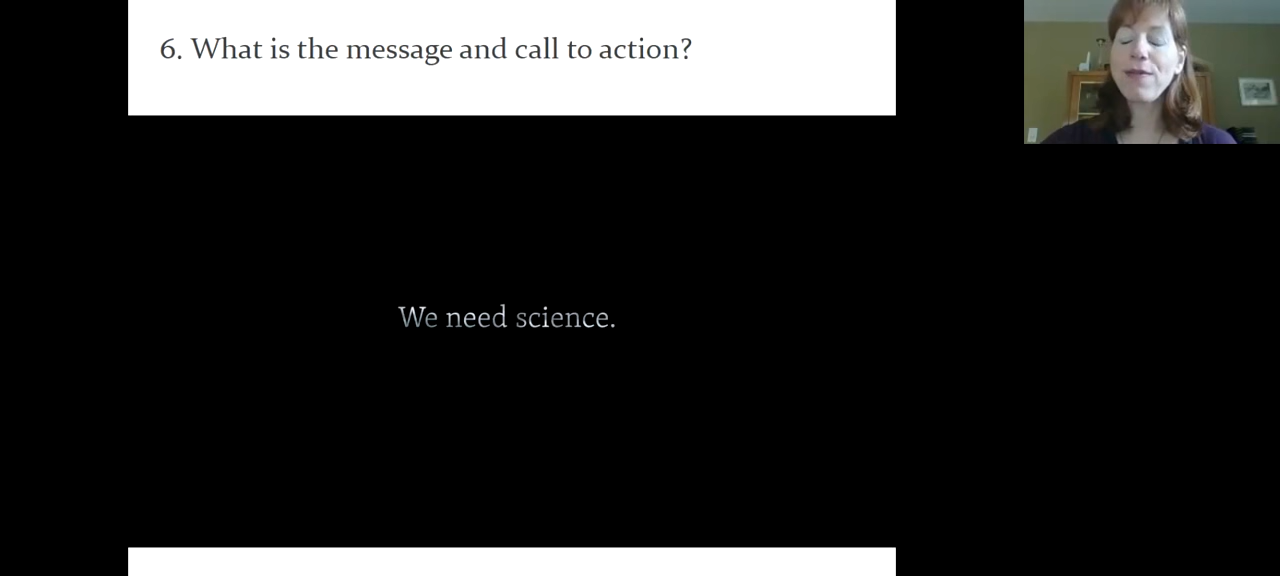 6. What is the message and call to action?
We need science.